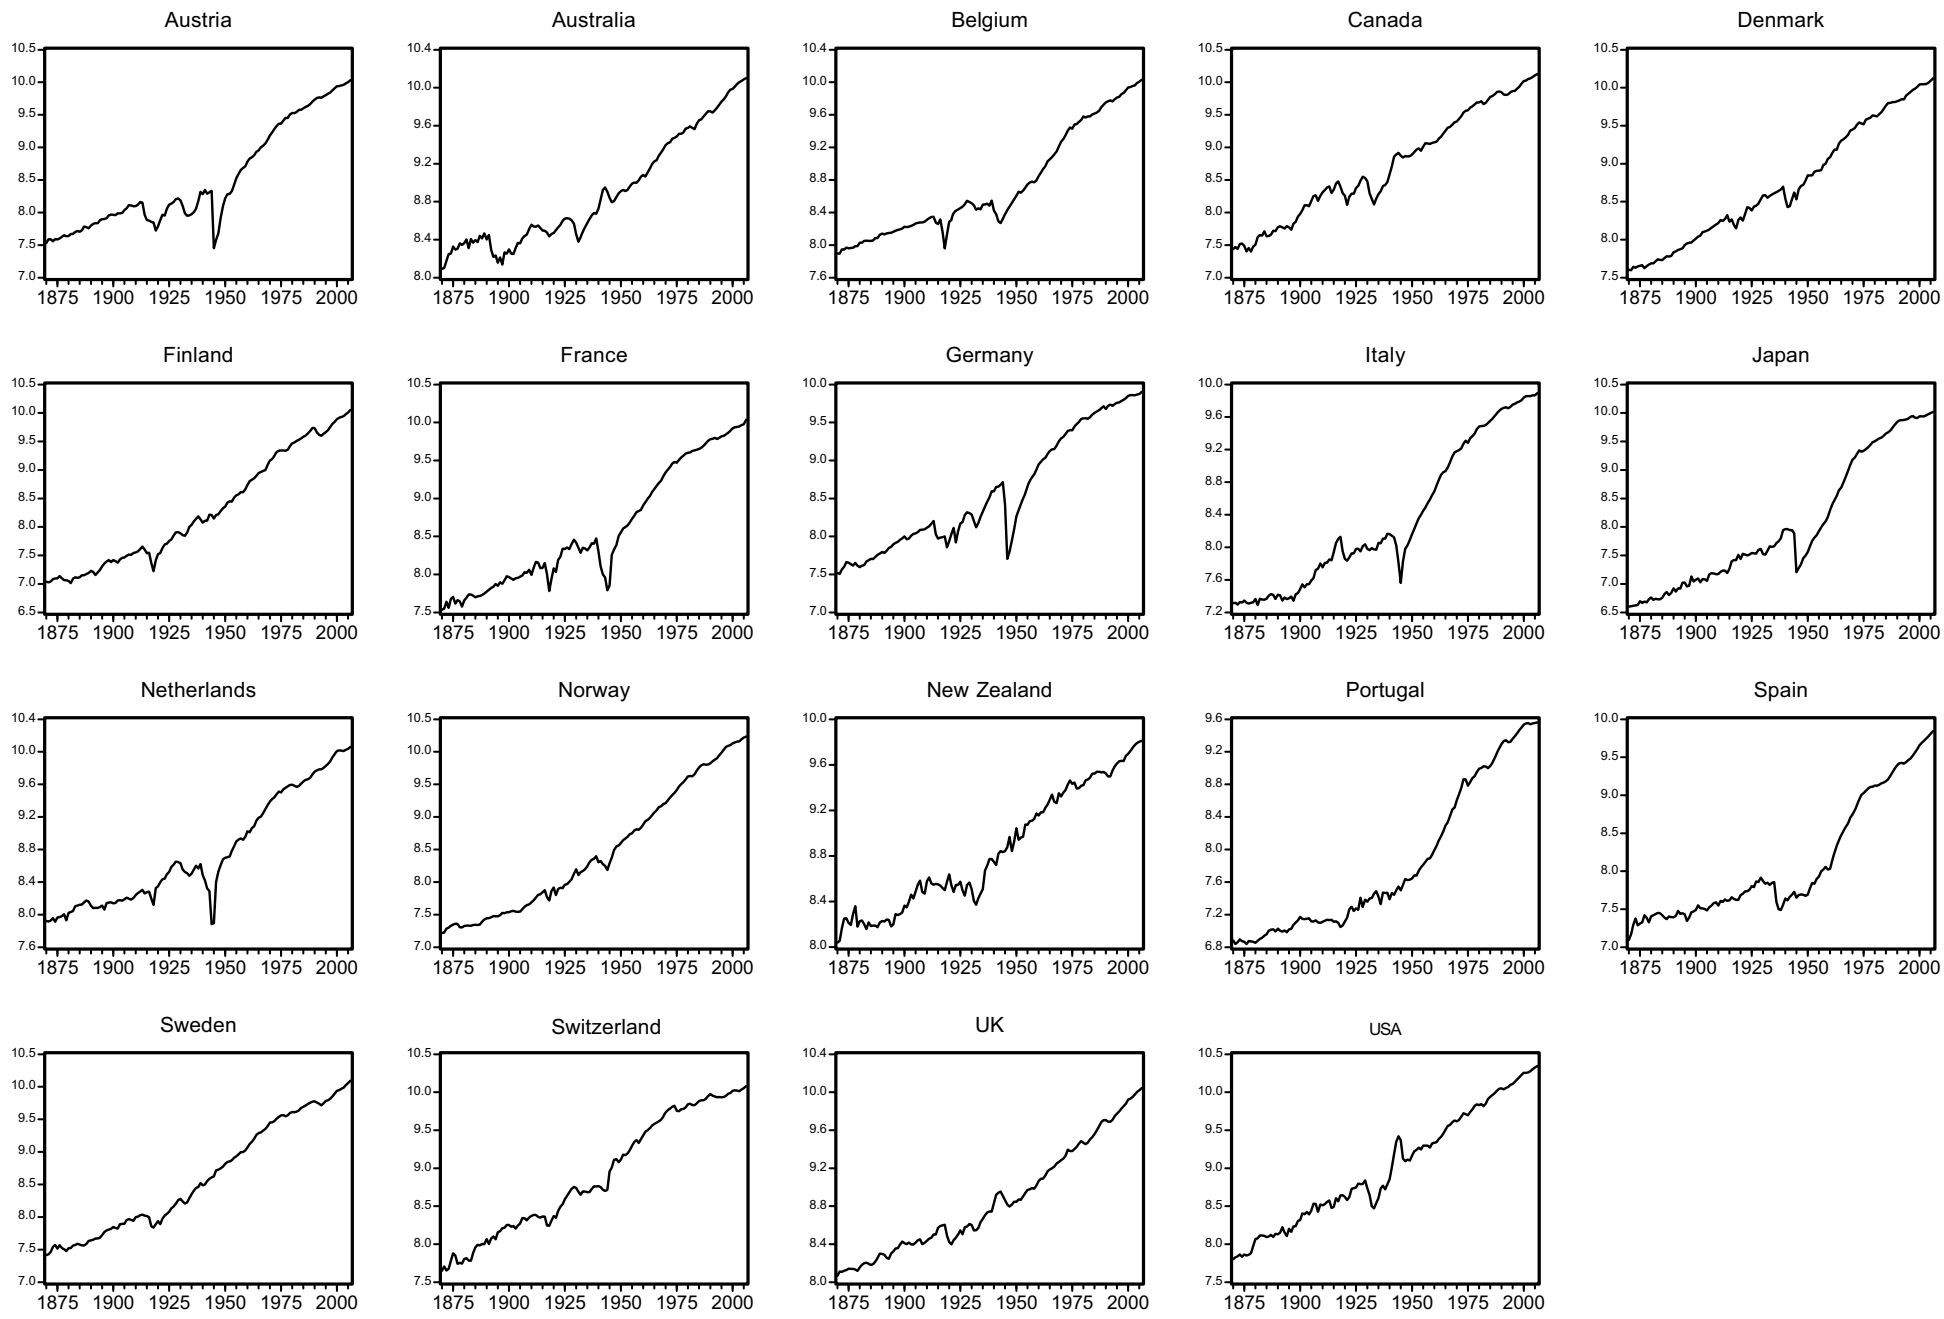 Austria Australia Belgium Canada Denmark
10.5 10.4 10.4 10.5 10.5
10.0 10.0 10.0 10.0 10.0
9.5 9.6 9.6 9.5 9.5
9.0 9.2 9.2 9.0 9.0
8.5 8.8 8.8 8.5 8.5
8.0 8.4 8.4 8.0 8.0
7.5 8.0 8.0 7.5 7.5
7.0 7.6 7.0
1875 1900 1925 1950 1975 2000 1875 1900 1925 1950 1975 2000 1875 1900 1925 1950 1975 2000 1875 1900 1925 1950 1975 2000 1875 1900 1925 1950 1975 2000
Finland France Germany Italy Japan
10.5 10.5 10.0 10.0 10.5
10.0 10.0 9.5 9.6 10.0
9.5 9.5 9.0 9.2 9.5
9.0 9.0 8.5 8.8 9.0
8.5 8.5 8.0 8.4 8.5
8.0 8.0 7.5 8.0 8.0
7.5 7.5 7.0 7.6 7.5
7.0 7.2 7.0
6.5 6.5
1875 1900 1925 1950 1975 2000 1875 1900 1925 1950 1975 2000 1875 1900 1925 1950 1975 2000 1875 1900 1925 1950 1975 2000 1875 1900 1925 1950 1975 2000
Netherlands Norway New Zealand Portugal Spain
10.4 10.5 10.0 9.6 10.0
10.0 10.0 9.6 9.2 9.5
9.6 9.5 9.2 8.8 9.0
9.2 9.0 8.8 8.4 8.5
8.8 8.5 8.4 8.0 8.0
8.4 8.0 8.0 7.6 7.5
8.0 7.5 7.2 7.0
7.6 7.0 6.8
1875 1900 1925 1950 1975 2000 1875 1900 1925 1950 1975 2000 1875 1900 1925 1950 1975 2000 1875 1900 1925 1950 1975 2000 1875 1900 1925 1950 1975 2000
Sweden Switzerland UK USA
10.5 10.5 10.4 10.5
10.0 10.0 10.0 10.0
9.5 9.5 9.6 9.5
9.0 9.0 9.2 9.0
8.5 8.5 8.8 8.5
8.0 8.0 8.4 8.0
7.5 7.5 8.0 7.5
7.0
1875 1900 1925 1950 1975 2000 1875 1900 1925 1950 1975 2000 1875 1900 1925 1950 1975 2000 1875 1900 1925 1950 1975 2000